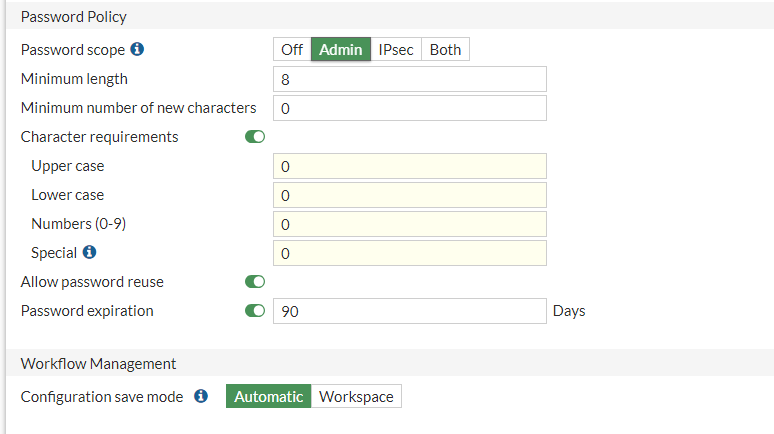 Password Policy
Password scope Off Admin IPsec Both
Minimum length 8
Minimum number of new characters 0
Character requirements
Upper case 0
Lower case 0
Numbers (0-9) 0
Special 0
Allow password reuse
Password expiration 90 Days
Workflow Management
Configuration save mode Automatic Workspace